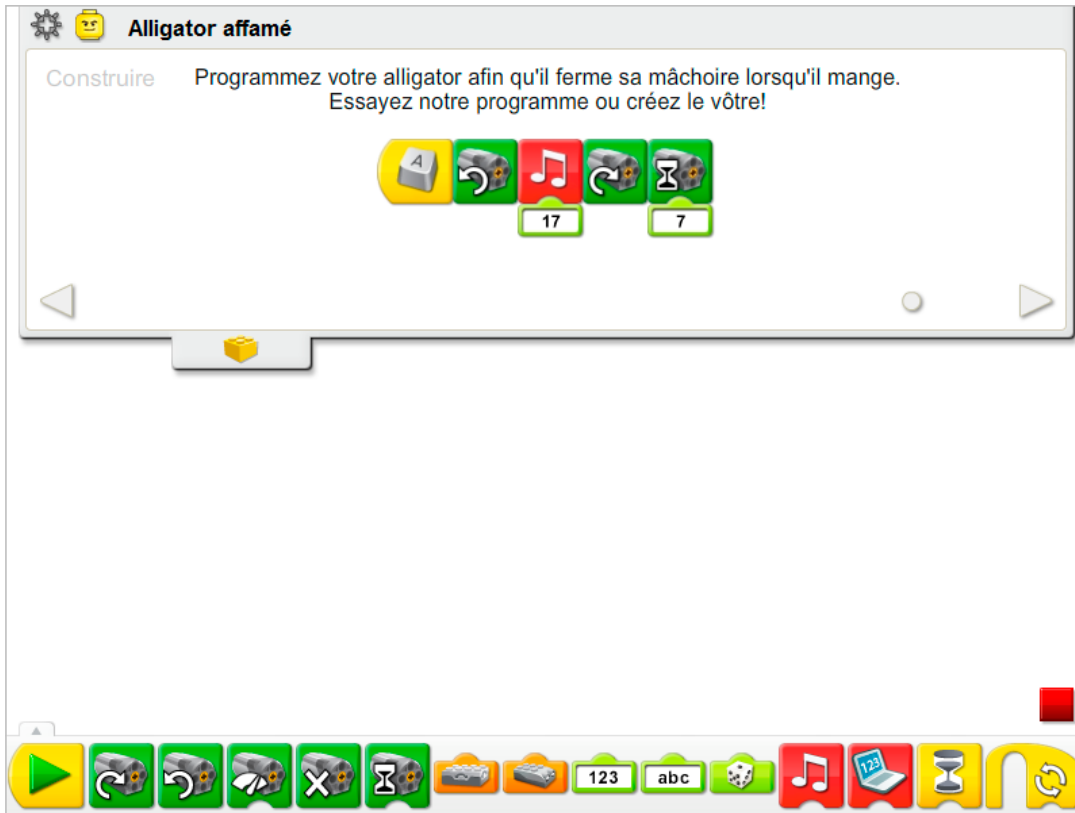 Alligator affamé
Construire
Programmez votre alligator afin qu'il ferme sa mâchoire lorsqu'il mange.
Essayez notre programme ou créez le vôtre!
A
17
7
123
abc
123